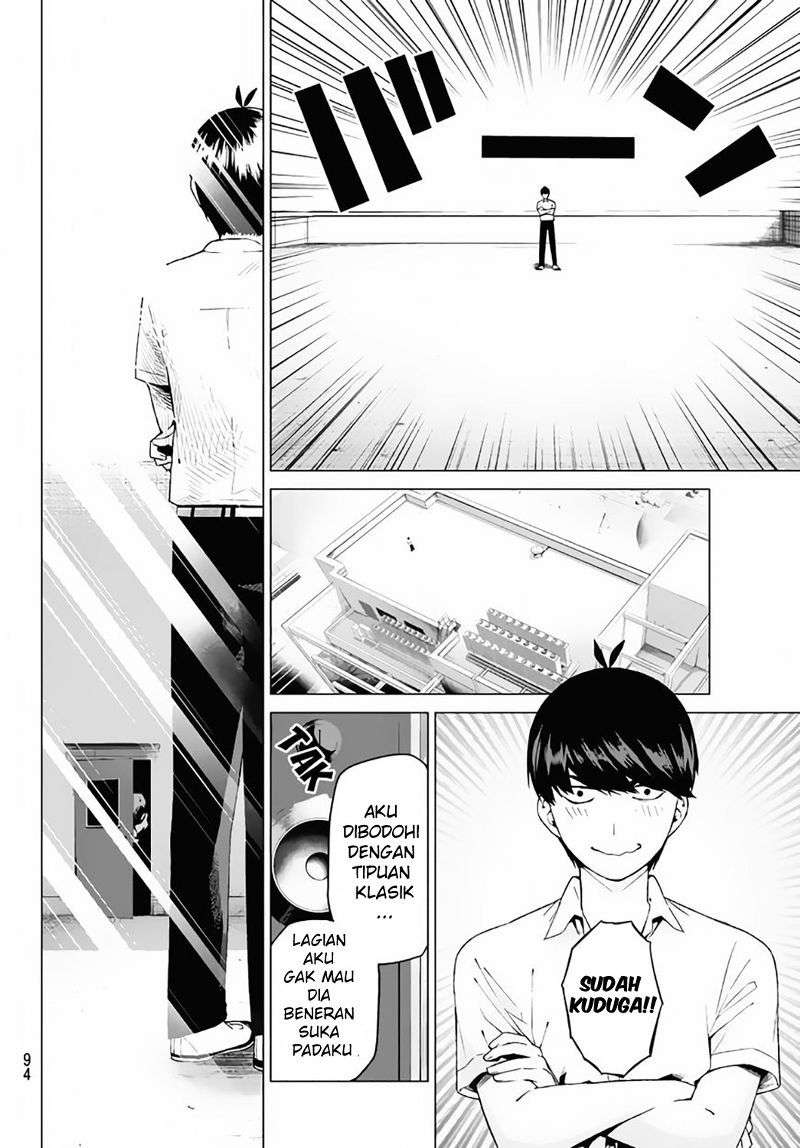 ドーン
SUDAH
KUDUGA!!
TAK
AKU
DIBODOHI
DENGAN
TIPUAN
KLASIK
...
LAGIAN
AKU
GAK MAU
DIA
BENERAN
SUKA
PADAKU
94